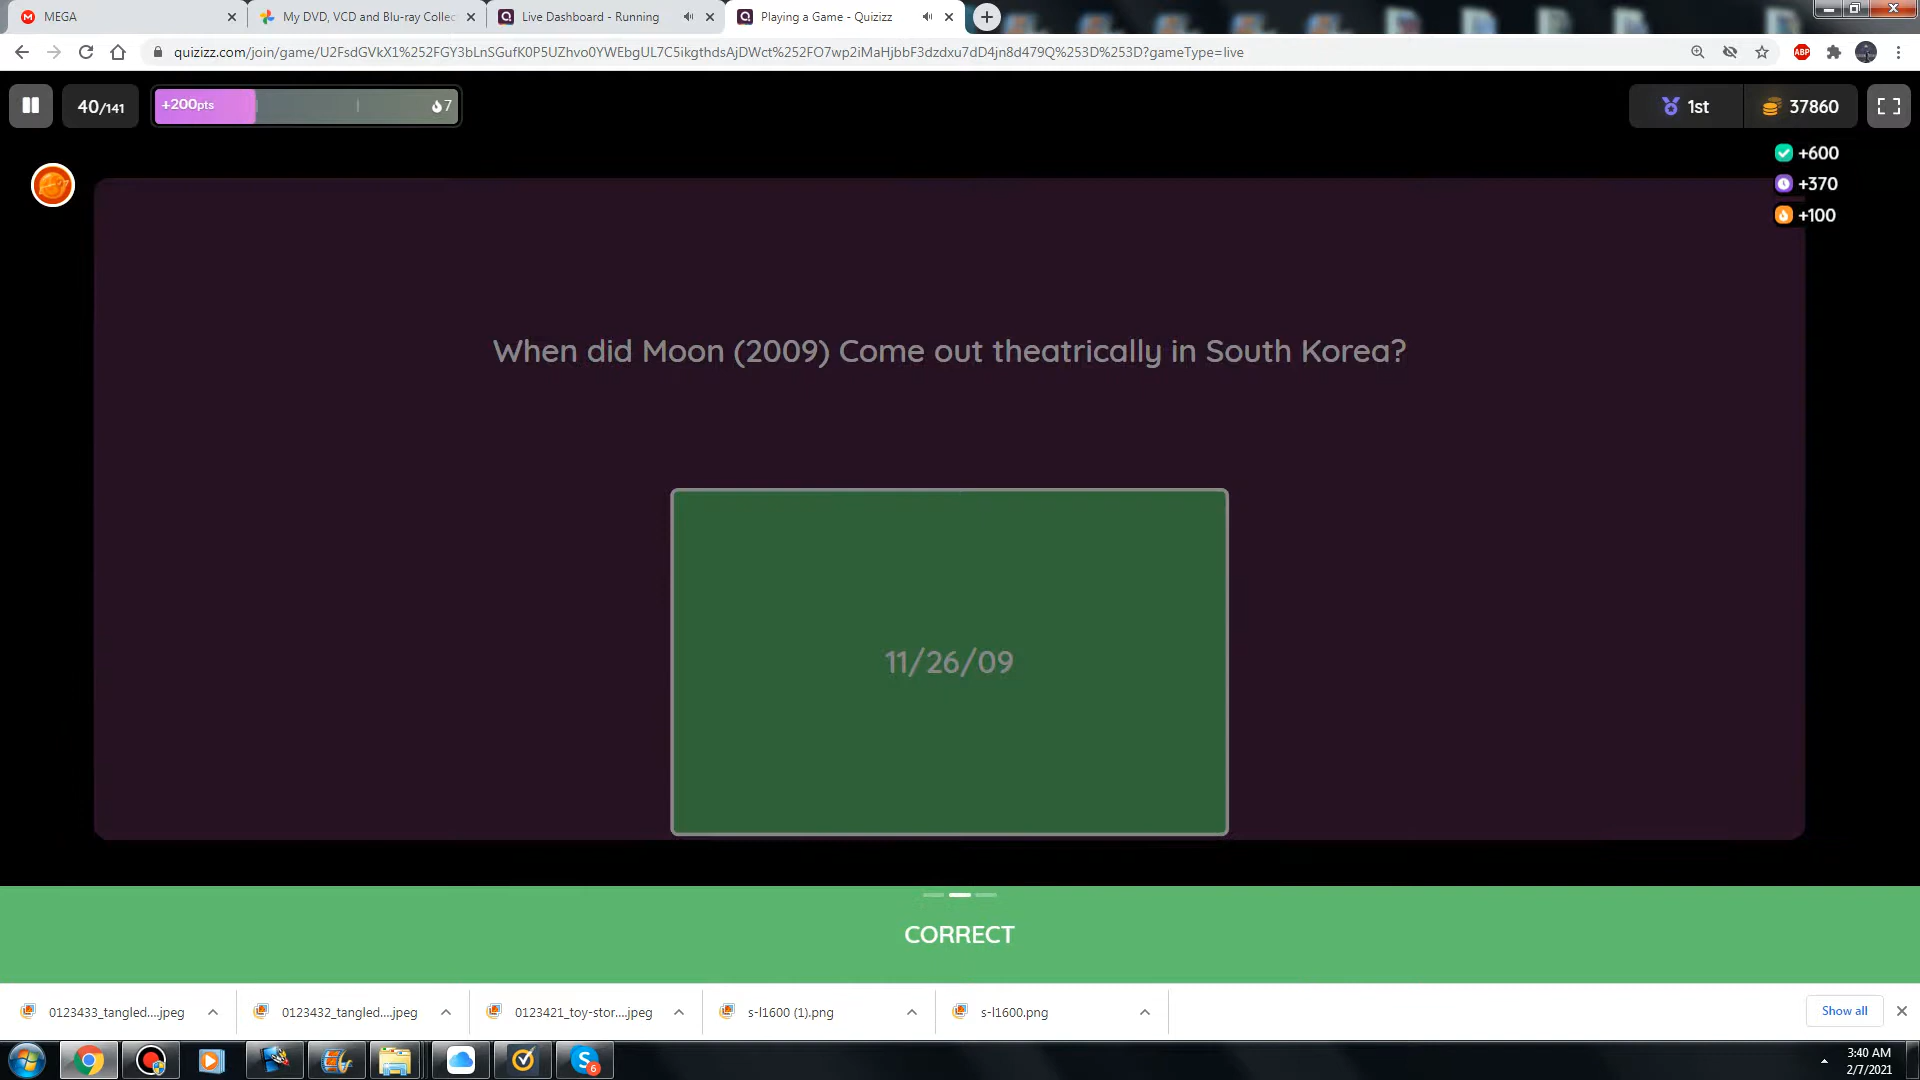 MEGA
My DVD, VCD and Blu-ray Collec
Live Dashboard - Running
Playing a Game - Quizizz
quizizz.com/join/game/U2FsdGVkX1%252FGY3bLnSGufK0P5UZhvo0YWEbgUL7C5ikgthdsAjDWct%252FO7wp2iMaHjbbF3dzdxu7dD4jn8d479Q%253D%253D?gameType=live
ABP
40/141
+200pts
7
1st
37860
+600
+370
+100
When did Moon (2009) Come out theatrically in South Korea?
11/26/09
CORRECT
0123433_tangled....jpeg
0123432_tangled....jpeg
0123421_toy-stor....jpeg
s-l1600 (1).png
s-l1600.png
Show all
6
3:40 AM
2/7/2021